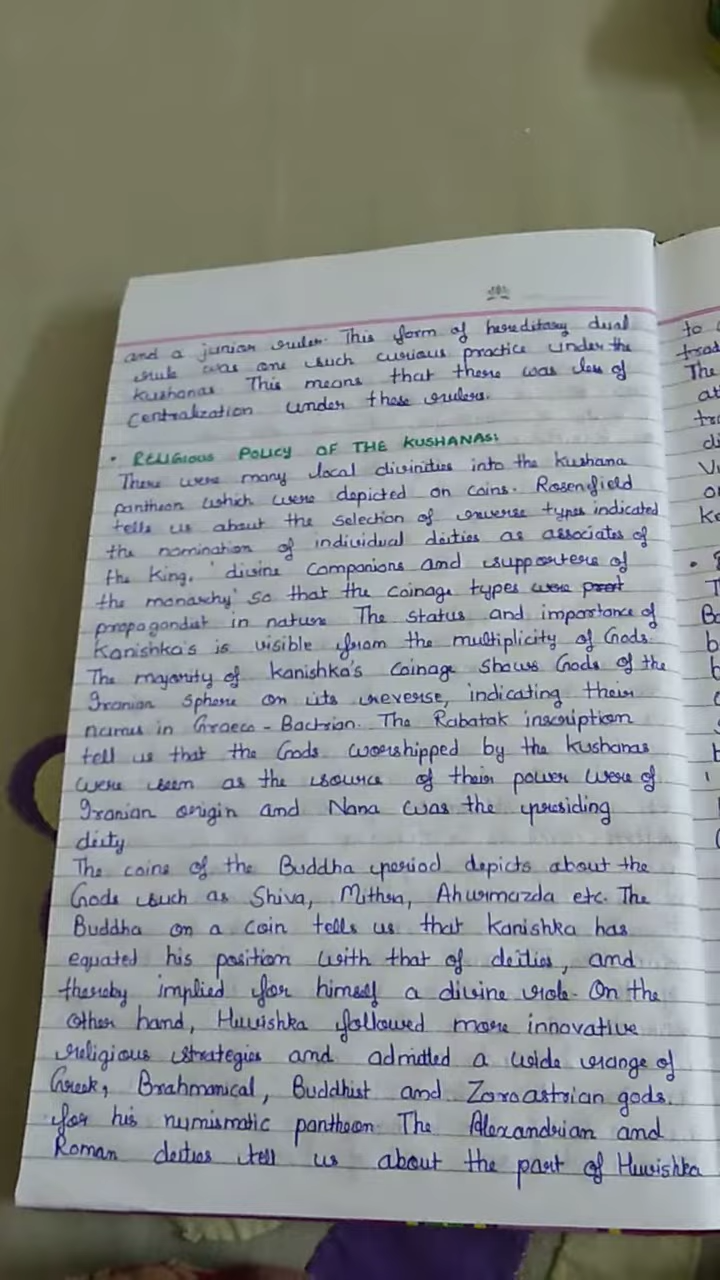 and a junior ruler. This form of hereditary dual
rule was one such curious practice under the
Kushanas This means that there was less of
Centralization under these rulers.
• RELIGIOUS POLICY OF THE KUSHANAS:
There were many local divinities into the kushana
pantheon which were depicted on coins. Rosenfield
tells us about the selection of reverse types indicated
the nomination of individual deities as associates of
the King, 'divine companions and supporters of
the monarchy' so that the coinage types were
propagandist in nature The status and importance of
Kanishka's is visible from the multiplicity of Gods.
The majority of Kanishka's Coinage shows Gods of the
Iranian sphere on its reverse, indicating their
names in Graeco-Bactrian. The Rabatak inscription
tell us that the Gods worshipped by the kushanas
were seen as the source of their power were of
Iranian origin and Nana was the presiding
deity
The coins of the Buddha period depicts about the
Gods such as Shiva, Mithra, Ahurmazda etc. The
Buddha on a coin tells us that Kanishka has
equated his position with that of deities, and
thereby implied for himself a divine role. On the
other hand, Huvishka followed more innovative
religious strategies and admitted a wide range of
Greek, Brahmanical, Buddhist and Zoroastrian gods.
for his numismatic pantheon The Alexandrian and
Roman deities tell us about the part of Huvishka
to
The
at